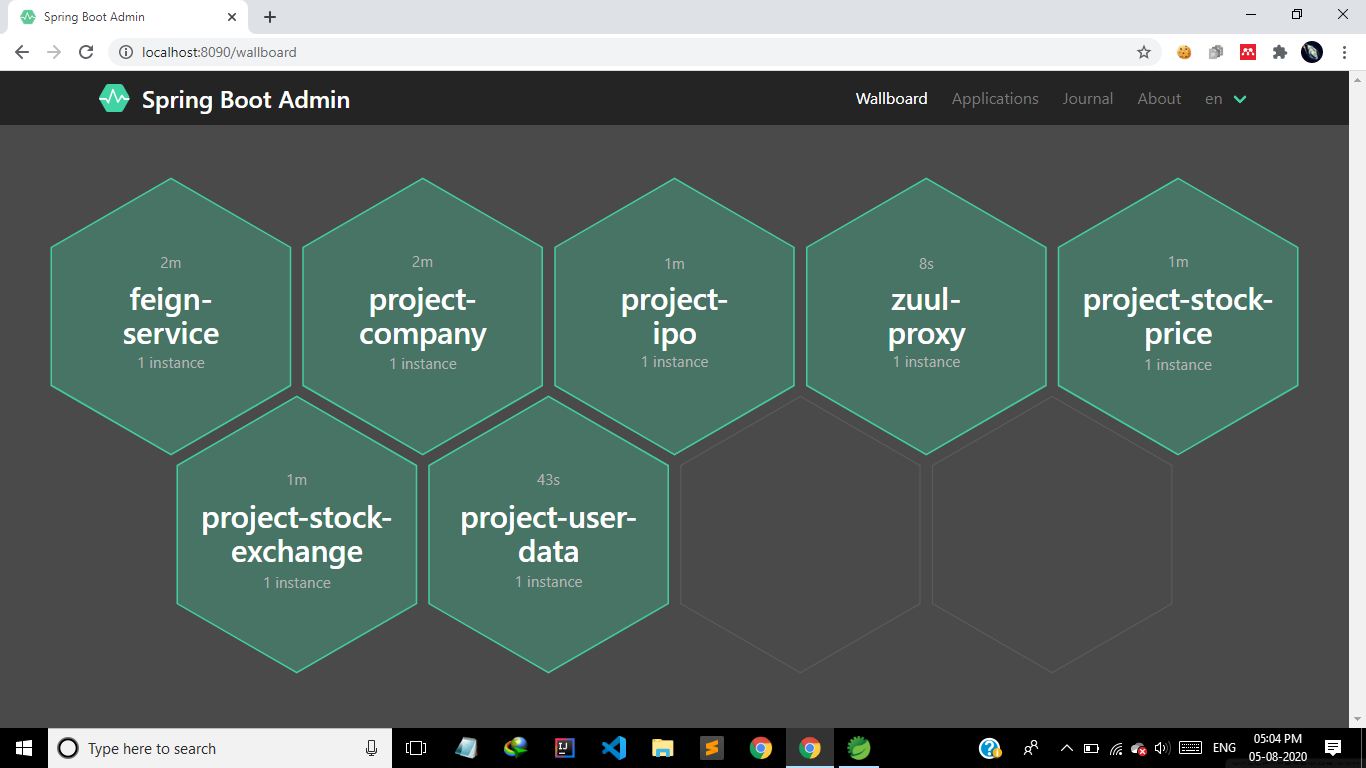 Spring Boot Admin
localhost:8090/wallboard
Spring Boot Admin
Wallboard Applications Journal About en
2m
feign-
service
1 instance
2m
project-
company
1 instance
1m
project-
ipo
1 instance
8s
zuul-
proxy
1 instance
1m
project-stock-
price
1 instance
1m
project-stock-
exchange
1 instance
43s
project-user-
data
1 instance
Type here to search
IJ
ENG
05:04 PM
05-08-2020